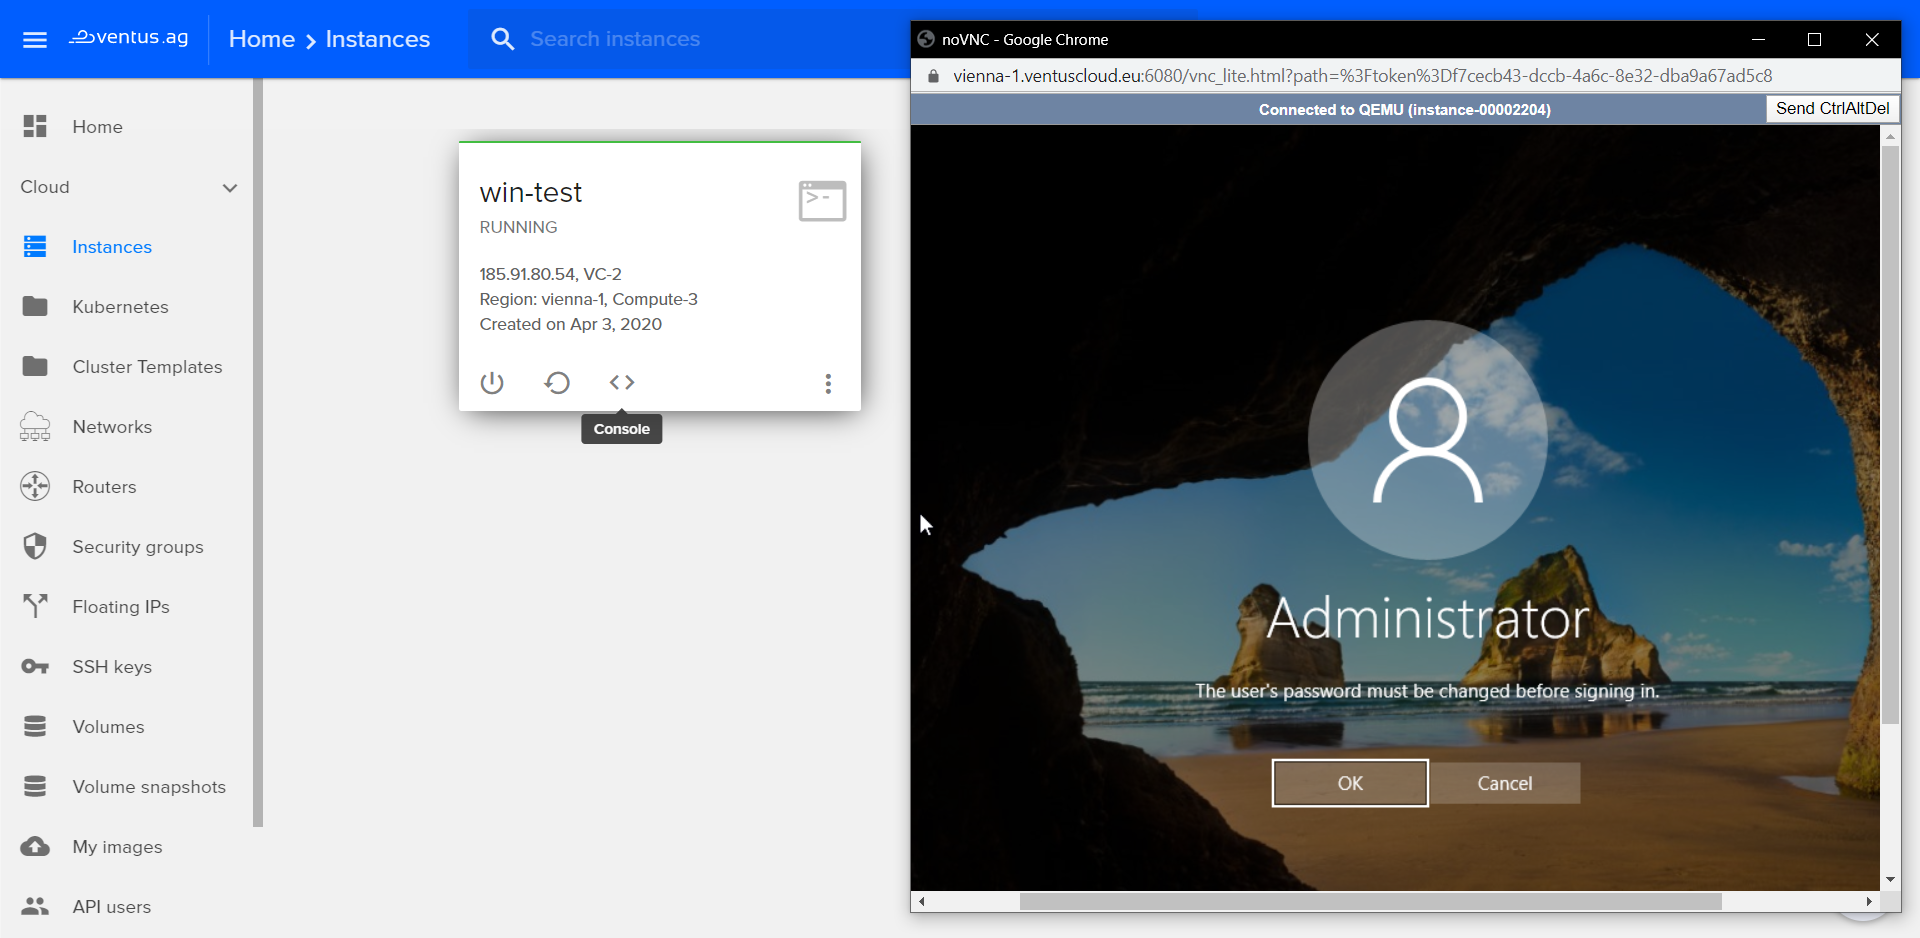 ventus.ag
Home > Instances
Search instances
Home
Cloud
Instances
Kubernetes
Cluster Templates
Networks
Routers
Security groups
Floating IPs
SSH keys
Volumes
Volume snapshots
My images
API users
win-test
RUNNING
185.91.80.54, VC-2
Region: vienna-1, Compute-3
Created on Apr 3, 2020
Console
noVNC - Google Chrome
vienna-1.ventuscloud.eu:6080/vnc_lite.html?path=%3Ftoken%3Df7cecb43-dccb-4a6c-8e32-dba9a67ad5c8
Connected to QEMU (instance-00002204)
Send CtrlAltDel
Administrator
The user's password must be changed before signing in.
OK
Cancel